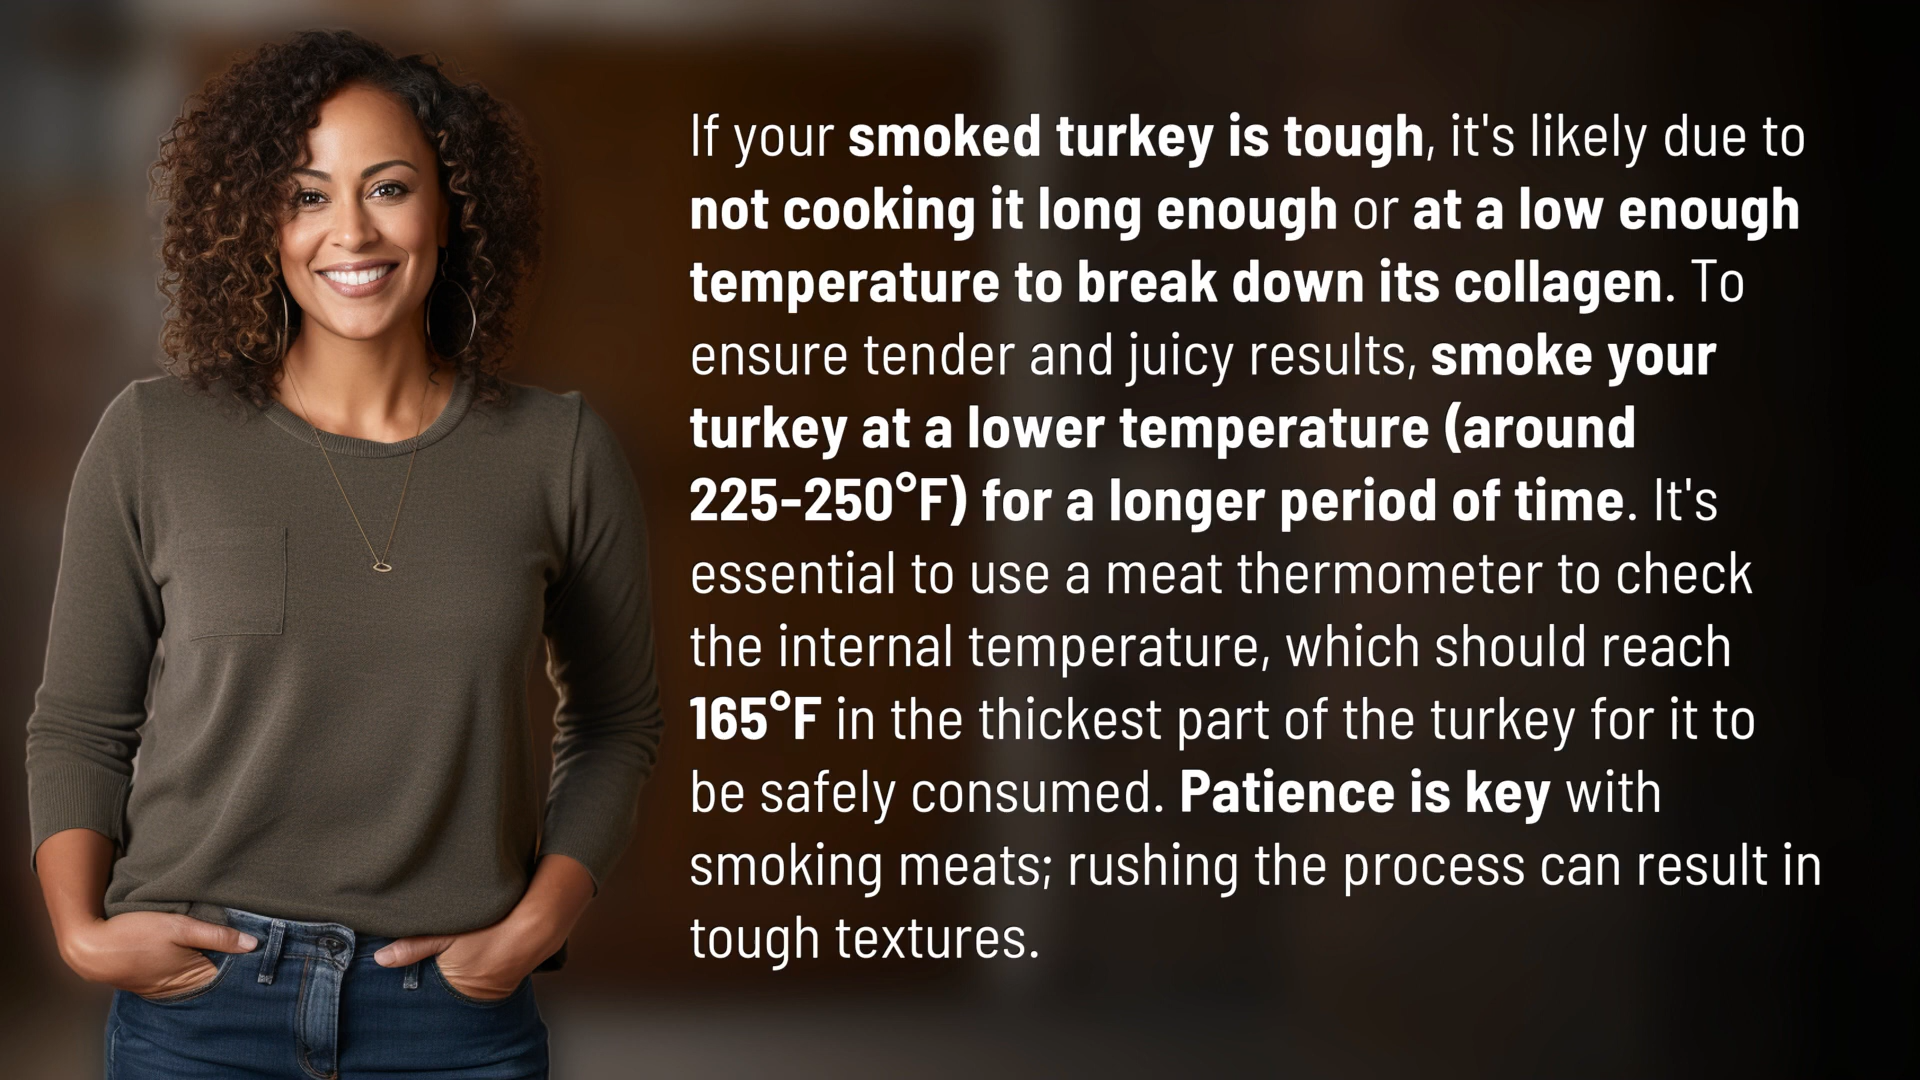 If your smoked turkey is tough, it's likely due to
not cooking it long enough or at a low enough
temperature to break down its collagen. To
ensure tender and juicy results, smoke your
turkey at a lower temperature (around
225-250°F) for a longer period of time. It's
essential to use a meat thermometer to check
the internal temperature, which should reach
165°F in the thickest part of the turkey for it to
be safely consumed. Patience is key with
smoking meats; rushing the process can result in
tough textures.